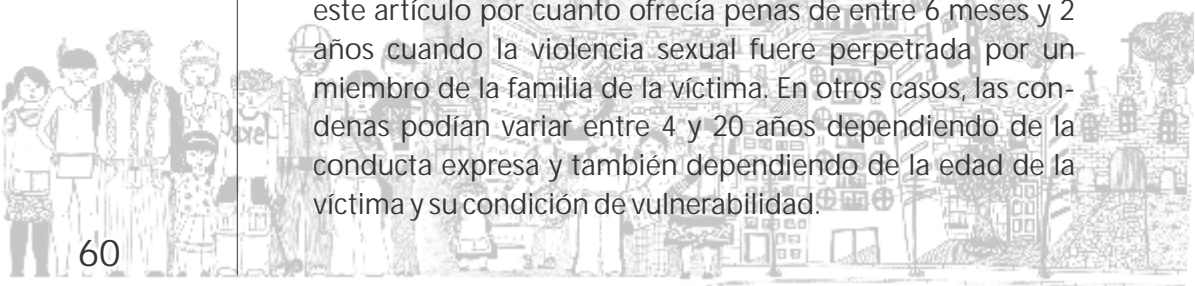 este artículo por cuanto ofrecía penas de entre 6 meses y 2
años cuando la violencia sexual fuere perpetrada por un
miembro de la familia de la víctima. En otros casos, las con-
denas podían variar entre 4 y 20 años dependiendo de la
conducta expresa y también dependiendo de la edad de la
víctima y su condición de vulnerabilidad.
60